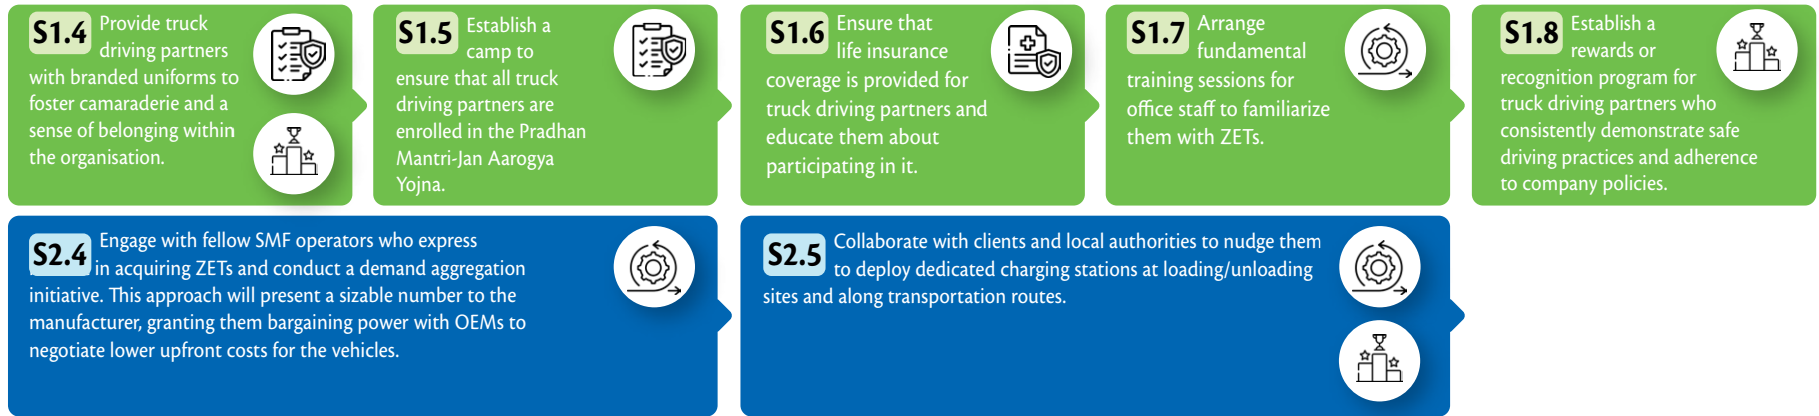 S1.4 Provide truck
driving partners
with branded uniforms to
foster camaraderie and a
sense of belonging within
the organisation.
S1.5 Establish a
camp to
ensure that all truck
driving partners are
enrolled in the Pradhan
Mantri-Jan Aarogya
Yojna.
S1.6 Ensure that
life insurance
coverage is provided for
truck driving partners and
educate them about
participating in it.
S1.7 Arrange
fundamental
training sessions for
office staff to familiarize
them with ZETs.
S1.8 Establish a
rewards or
recognition program for
truck driving partners who
consistently demonstrate safe
driving practices and adherence
to company policies.
S2.4 Engage with fellow SMF operators who express
in acquiring ZETs and conduct a demand aggregation
initiative. This approach will present a sizable number to the
manufacturer, granting them bargaining power with OEMs to
negotiate lower upfront costs for the vehicles.
S2.5 Collaborate with clients and local authorities to nudge them
to deploy dedicated charging stations at loading/unloading
sites and along transportation routes.